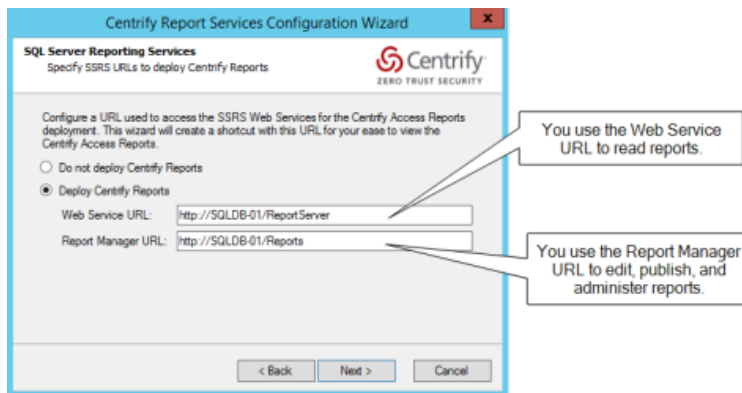 Centrify Report Services Configuration Wizard
x
SQL Server Reporting Services
Specify SSRS URLs to deploy Centrify Reports
Centrify
ZERO TRUST SECURITY
Configure a URL used to access the SSRS Web Services for the Centrify Access Reports
deployment. This wizard will create a shortcut with this URL for your ease to view the
Centrify Access Reports.
Do not deploy Centrify Reports
Deploy Centrify Reports
Web Service URL: http://SQLDB-01/ReportServer
Report Manager URL: http://SQLDB-01/Reports
You use the Web Service
URL to read reports.
You use the Report Manager
URL to edit, publish, and
administer reports.
< Back Next > Cancel